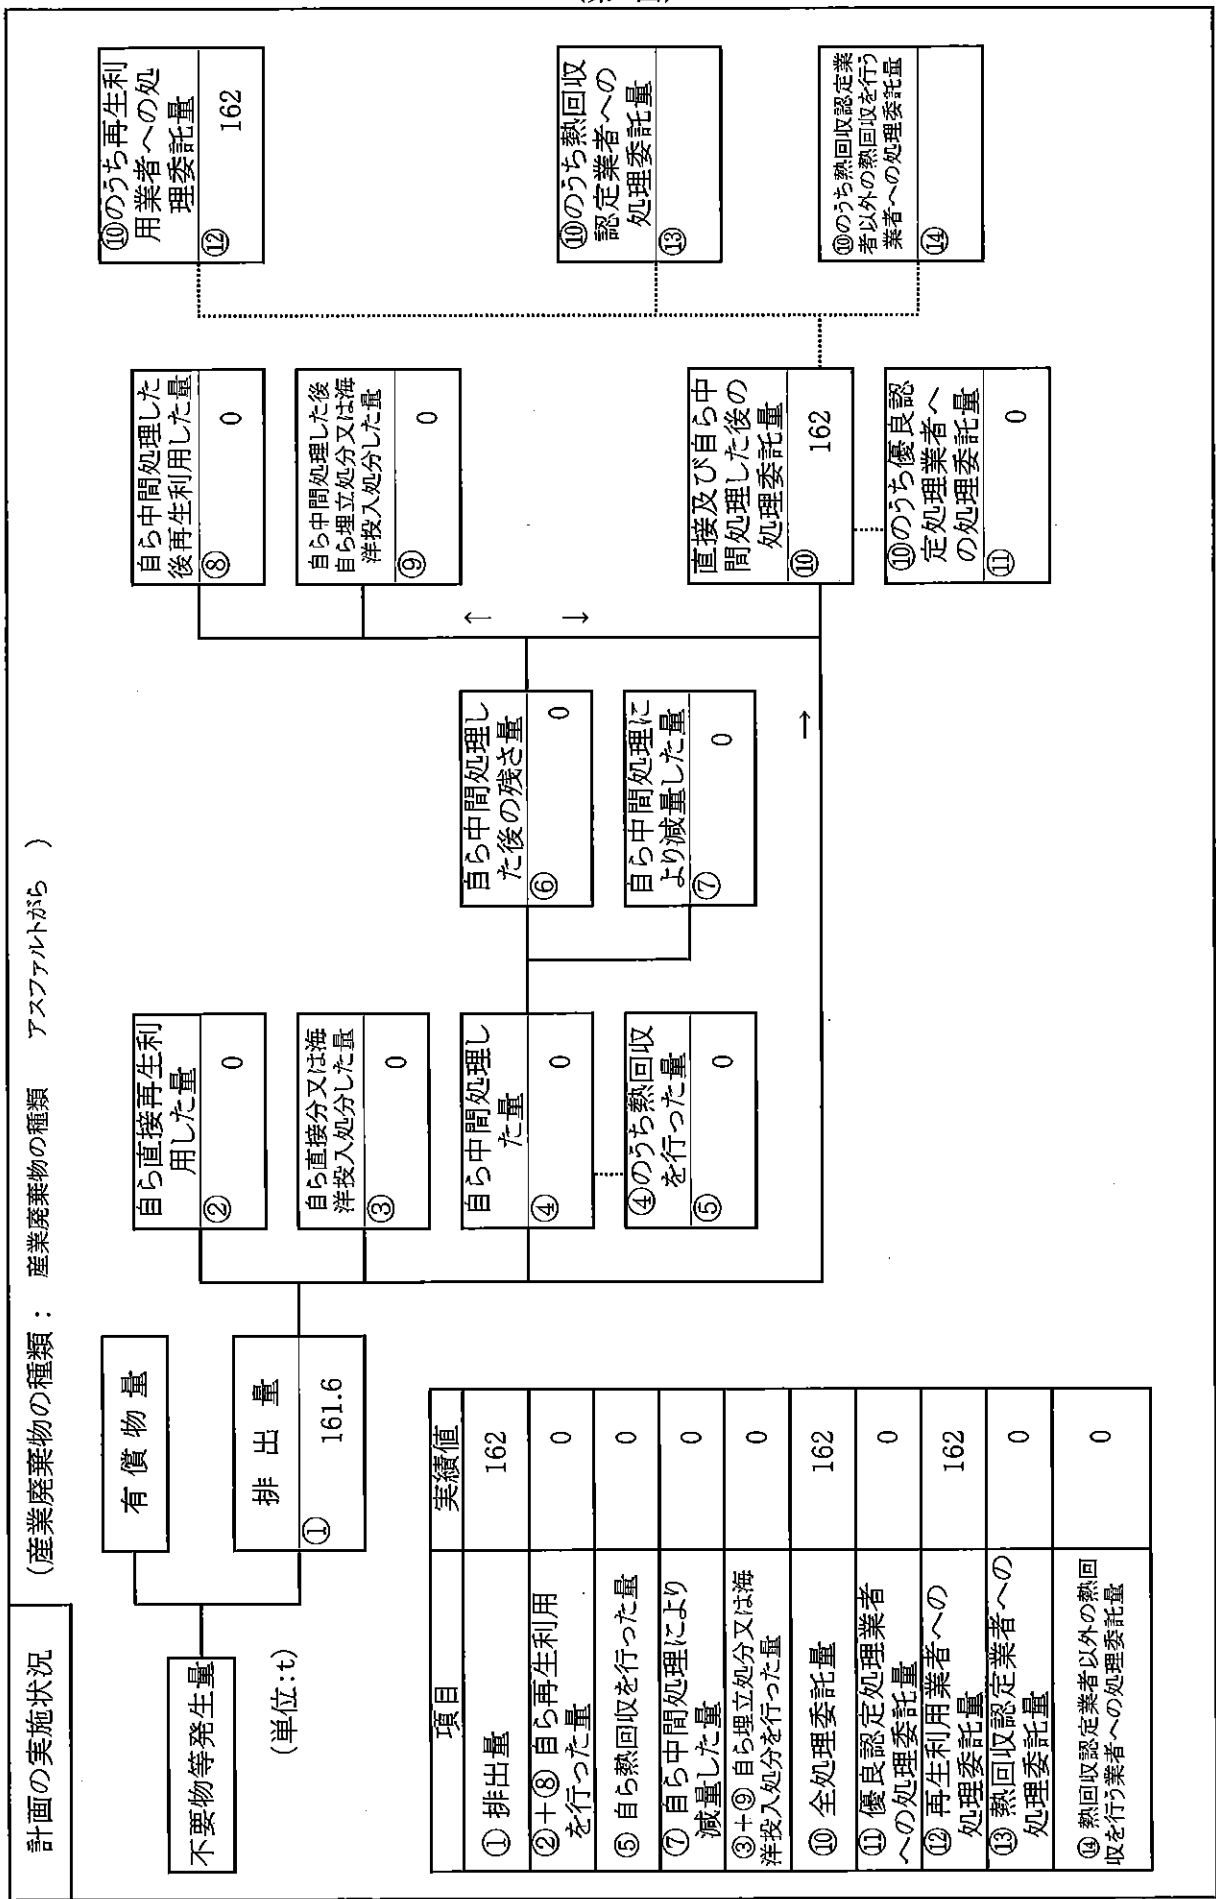 計画の実施状況
(産業廃棄物の種類: 産業廃棄物の種類 アスファルトがら )
不要物等発生量
(単位:t)
有償物量
排出量
① 161.6
自ら直接再生利
用した量
② 0
自ら直接分又は海
洋投入処分した量
③ 0
自ら中間処理し
た量
④ 0
④のうち熱回収
を行った量
⑤ 0
自ら中間処理し
た後の残さ量
⑥ 0
自ら中間処理に
より減量した量
⑦ 0
→
↑
↓
自ら中間処理した
後再生利用した量
⑧ 0
自ら中間処理した後
自ら埋立処分又は海
洋投入処分した量
⑨ 0
直接及び自ら中
間処理した後の
処理委託量
⑩ 162
⑩のうち優良認
定処理業者へ
の処理委託量
⑪ 0
⑩のうち再生利
用業者への処
理委託量
⑫ 162
⑩のうち熱回収
認定業者への
処理委託量
⑬
⑩のうち熱回収認定業
者以外の熱回収を行う
業者への処理委託量
⑭
項目 実績値
①排出量 162
②+⑧ 自ら再生利用
を行った量 0
⑤ 自ら熱回収を行った量 0
⑦ 自ら中間処理により
減量した量 0
③+⑨ 自ら埋立処分又は海
洋投入処分を行った量 0
⑩ 全処理委託量 162
⑪ 優良認定処理業者
への処理委託量 0
⑫ 再生利用業者への
処理委託量 162
⑬ 熱回収認定業者への
処理委託量 0
⑭ 熱回収認定業者以外の熱回
収を行う業者への処理委託量 0